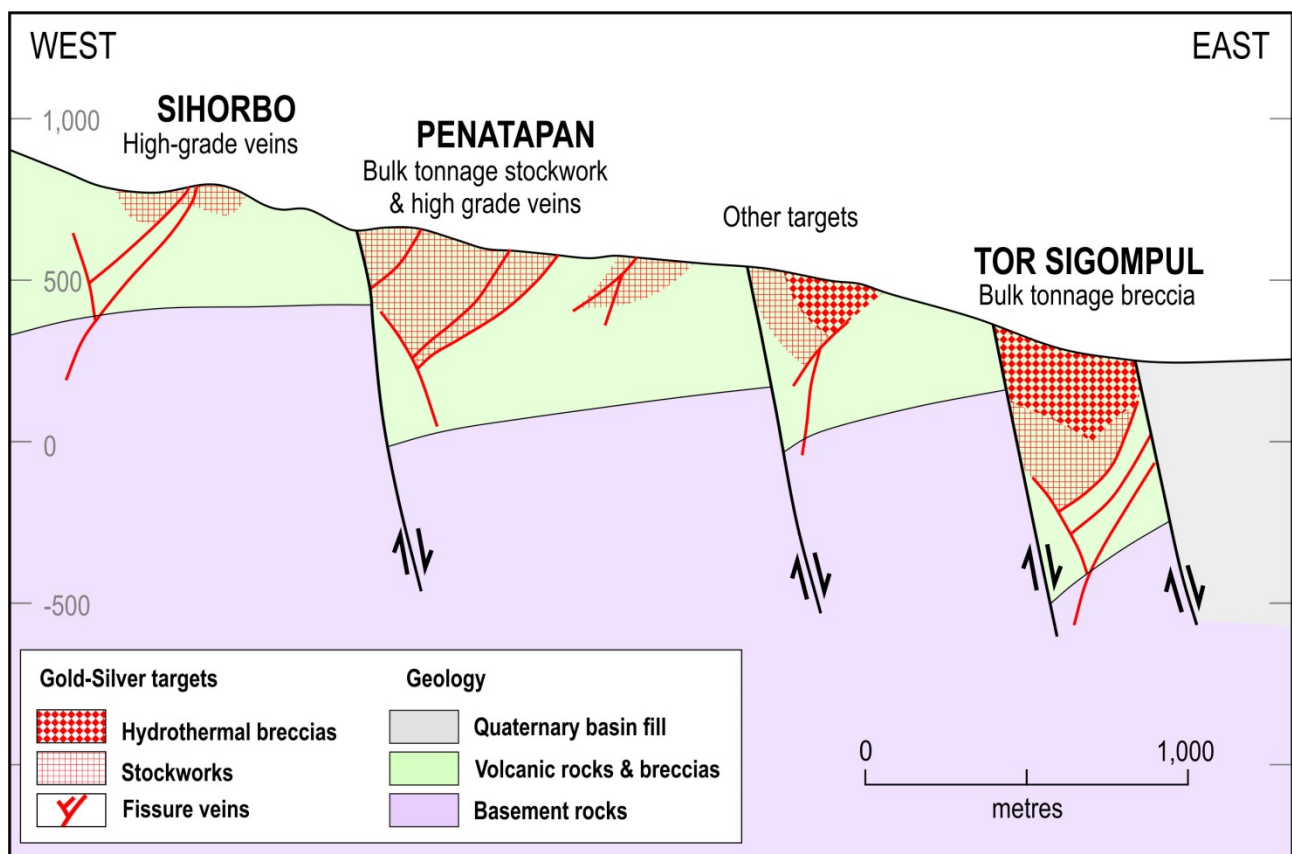 WEST
EAST
SIHORBO
High-grade veins
1,000
PENATAPAN
Bulk tonnage stockwork
& high grade veins
Other targets
TOR SIGOMPUL
Bulk tonnage breccia
500
0
-500
Gold-Silver targets
Hydrothermal breccias
Stockworks
Fissure veins
Geology
Quaternary basin fill
Volcanic rocks & breccias
Basement rocks
0
1,000
metres